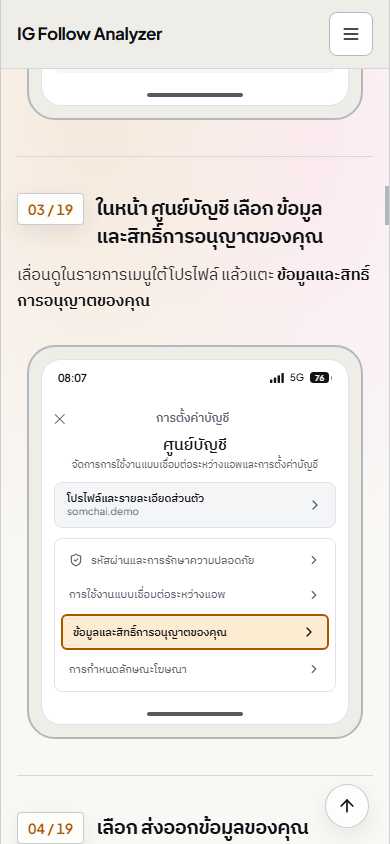 IG Follow Analyzer
03 / 19
ในหน้า ศูนย์บัญชี เลือก ข้อมูล
และสิทธิ์การอนุญาตของคุณ
เลื่อนดูในรายการเมนูใต้โปรไฟล์ แล้วแตะ ข้อมูลและสิทธิ์
การอนุญาตของคุณ
08:07
5G
76
การตั้งค่าบัญชี
ศูนย์บัญชี
จัดการการใช้งานแบบเชื่อมต่อระหว่างแอพและการตั้งค่าบัญชี
โปรไฟล์และรายละเอียดส่วนตัว
somchai.demo
รหัสผ่านและการรักษาความปลอดภัย
การใช้งานแบบเชื่อมต่อระหว่างแอพ
ข้อมูลและสิทธิ์การอนุญาตของคุณ
การกำหนดลักษณะโฆษณา
04 / 19
เลือก ส่งออกข้อมูลของคุณ